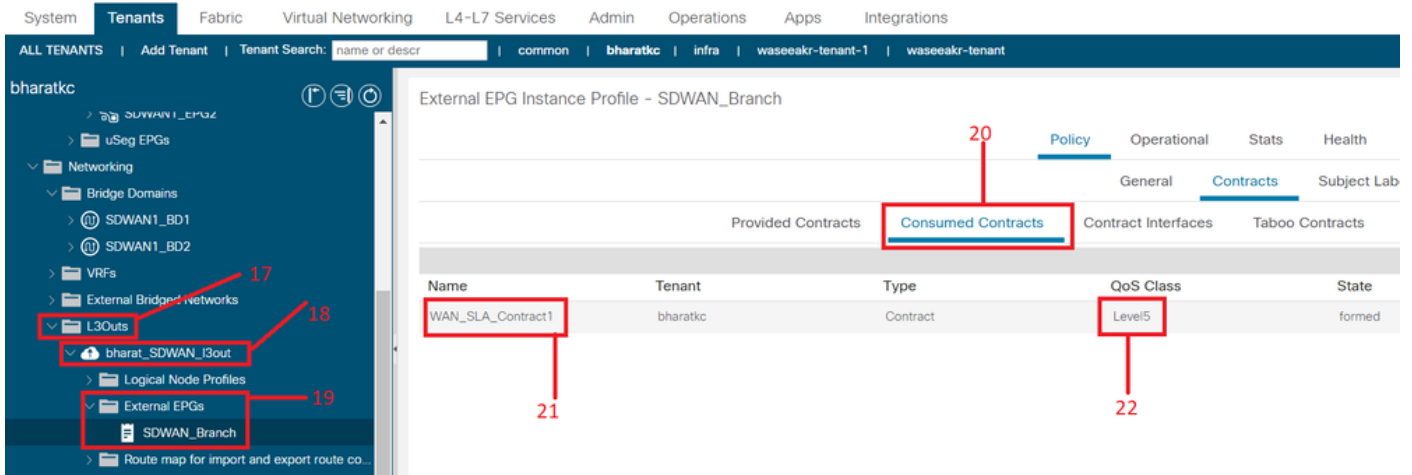 System Tenants Fabric Virtual Networking L4-L7 Services Admin Operations Apps Integrations
ALL TENANTS | Add Tenant | Tenant Search: name or descr | common | bharatkc | infra | waseeakr-tenant-1 | waseeakr-tenant
bharatkc
SDWAN1_EPG2
uSeg EPGs
Networking
Bridge Domains
SDWAN1_BD1
SDWAN1_BD2
VRFs
17
External Bridged Networks
18
L3Outs
bharat_SDWAN_l3out
Logical Node Profiles
External EPGs
19
SDWAN_Branch
Route map for import and export route co...
External EPG Instance Profile - SDWAN_Branch
20
Policy Operational Stats Health
General Contracts Subject Lab
Provided Contracts Consumed Contracts Contract Interfaces Taboo Contracts
Name Tenant Type QoS Class State
WAN_SLA_Contract1 bharatkc Contract Level5 formed
21 22